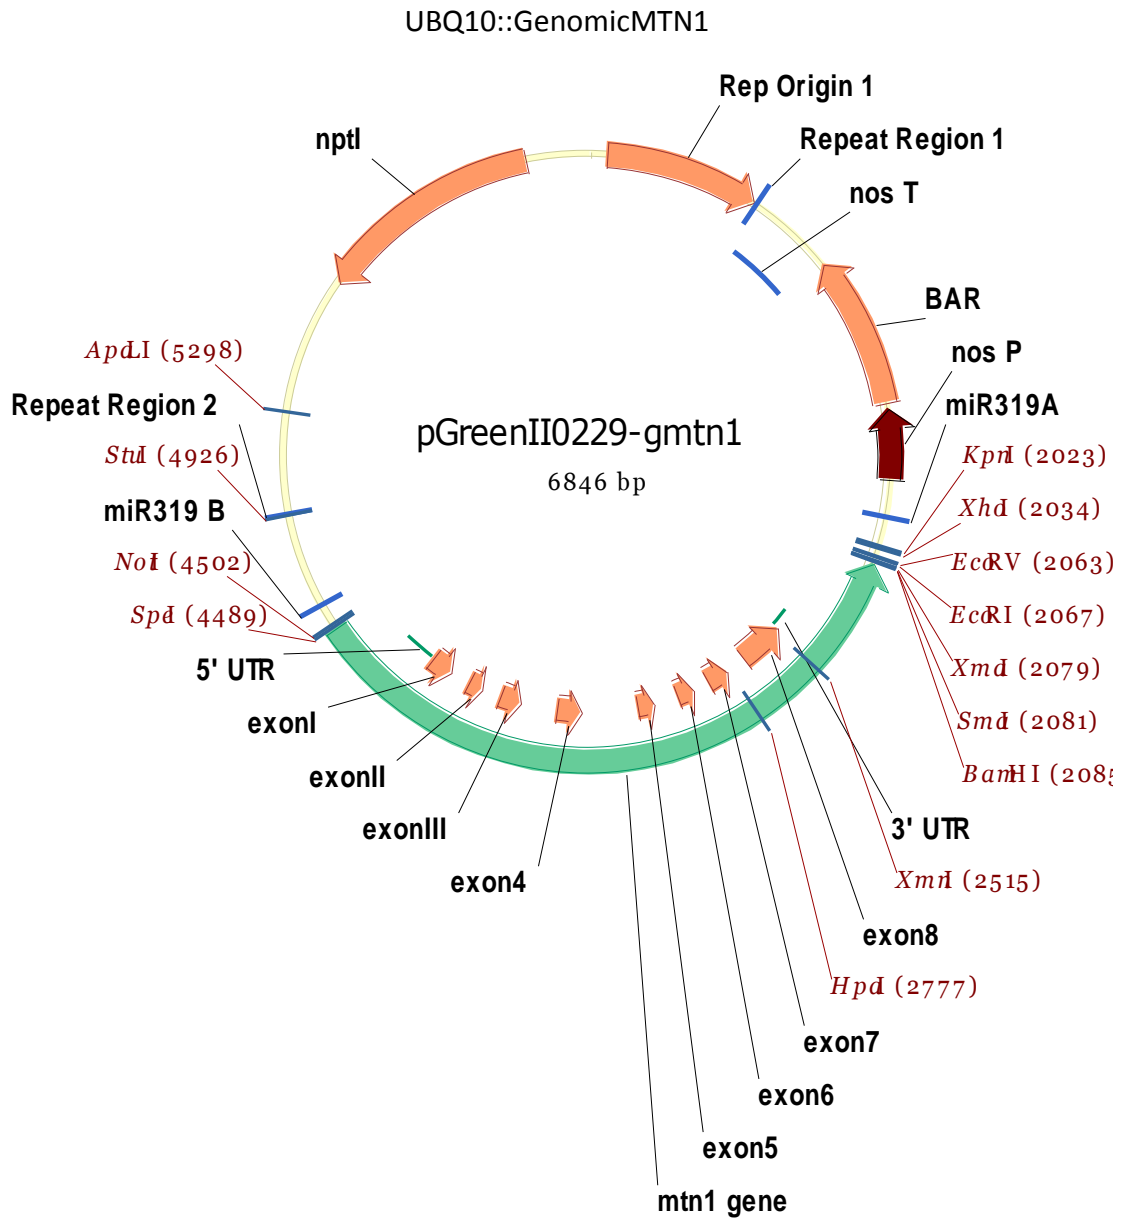 UBQ10::GenomicMTN1
Rep Origin 1
Repeat Region 1
nptI
nos T
BAR
nos P
ApaLI (5298)
Repeat Region 2
miR319A
pGreenII0229-gmtn1
6846 bp
StuI (4926)
KpnI (2023)
miR319 B
XhoI (2034)
NotI (4502)
EcoRV (2063)
SpeI (4489)
EcoRI (2067)
5' UTR
XmaI (2079)
exonI
SmaI (2081)
exonII
BamHI (2085
exonIII
3' UTR
exon4
XmnI (2515)
exon8
HpaI (2777)
exon7
exon6
exon5
mtn1 gene